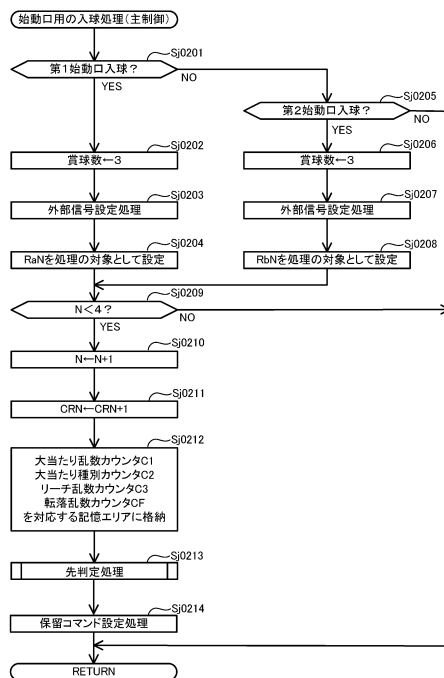 始動口用の入球処理(主制御)
Sj0201
第1始動口入球？
NO
YES
Sj0205
第2始動口入球？
NO
YES
Sj0202
賞球数←3
Sj0206
賞球数←3
Sj0203
外部信号設定処理
Sj0207
外部信号設定処理
Sj0204
RaNを処理の対象として設定
Sj0208
RbNを処理の対象として設定
Sj0209
N＜4？
NO
YES
Sj0210
N←N+1
Sj0211
CRN←CRN+1
Sj0212
大当たり乱数カウンタC1
大当たり種別カウンタC2
リーチ乱数カウンタC3
転落乱数カウンタCF
を対応する記憶エリアに格納
Sj0213
先判定処理
Sj0214
保留コマンド設定処理
RETURN